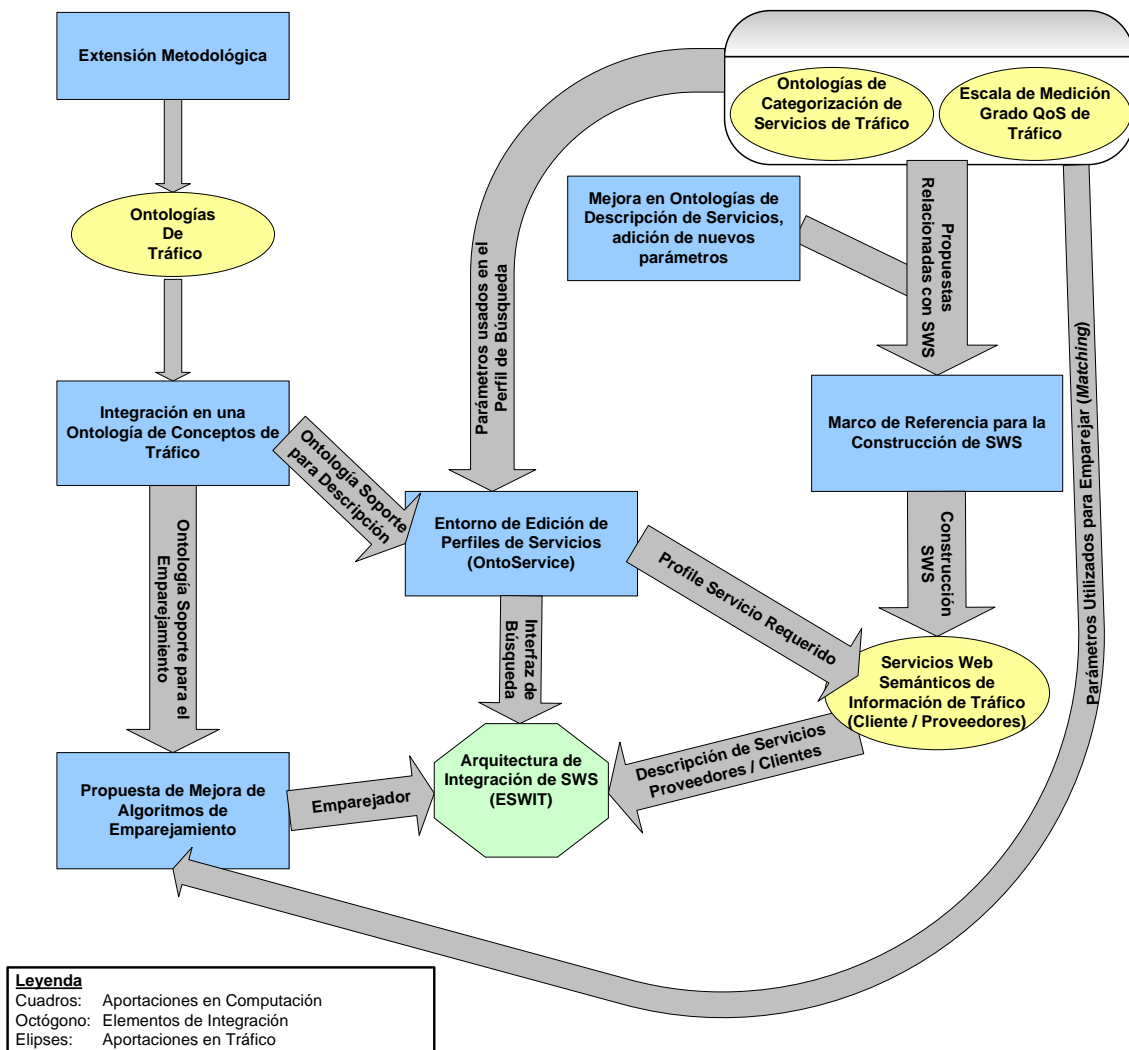 Extensión Metodológica
Ontologías de
Categorización de
Servicios de Tráfico
Escala de Medición
Grado QoS de
Tráfico
Mejora en Ontologías de
Descripción de Servicios,
adición de nuevos
parámetros
Propuestas
Relacionadas con SWS
Ontologías
De
Tráfico
Parámetros usados en el
Perfil de Búsqueda
Parámetros Utilizados para Emparejar (Matching)
Integración en una
Ontología de Conceptos de
Tráfico
Marco de Referencia para la
Construcción de SWS
Ontología Soporte
para Descripción
Entorno de Edición de
Perfiles de Servicios
(OntoService)
Construcción
SWS
Ontología Soporte para el
Emparejamiento
Profile Servicio Requerido
Interfaz de
Búsqueda
Servicios Web
Semánticos de
Información de Tráfico
(Cliente / Proveedores)
Descripción de Servicios
Proveedores / Clientes
Arquitectura de
Integración de SWS
(ESWIT)
Propuesta de Mejora de
Algoritmos de
Emparejamiento
Emparejador
Leyenda
Cuadros: Aportaciones en Computación
Octógono: Elementos de Integración
Elipses: Aportaciones en Tráfico